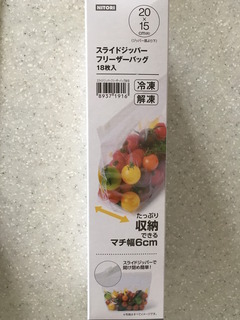 NITORI
20
×
15
スライドジッパー
フリーザーバッグ
18枚入
8937191
冷凍
解凍
たっぷり
収納
できる
マチ幅6cm
スライドジッパーで
開け閉め簡単!